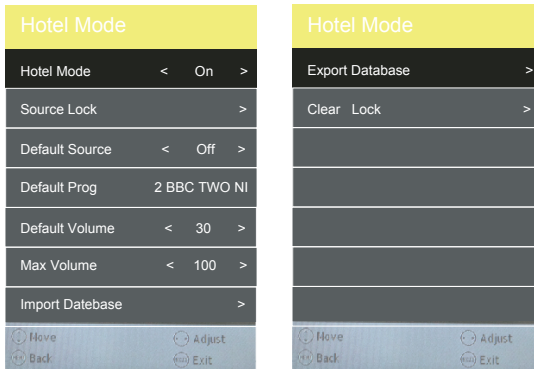 Hotel Mode
Hotel Mode < On >
Source Lock >
Default Source < Off >
Default Prog 2 BBC TWO NI
Default Volume < 30 >
Max Volume < 100 >
Import Datebase >
Move Adjust
Back Exit
Hotel Mode
Export Database >
Clear Lock >
Move Adjust
Back Exit